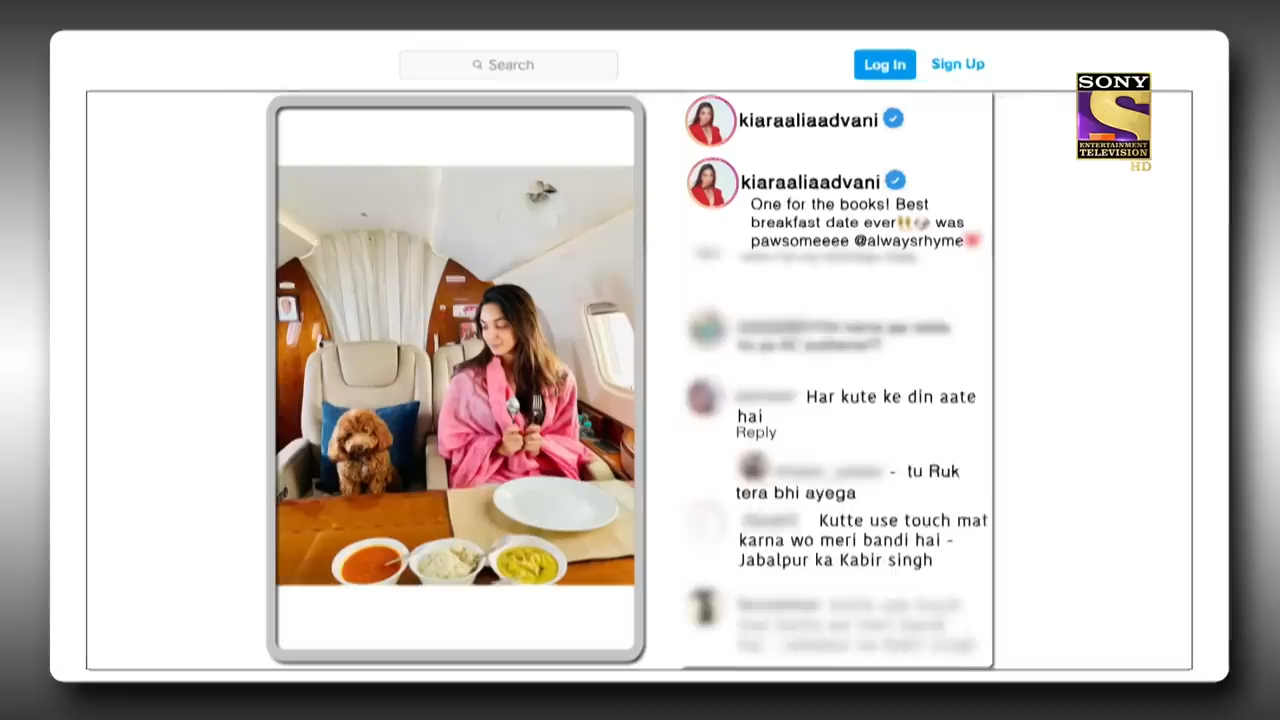 Search
Log In
Sign Up
SONY
ENTERTAINMENT
TELEVISION
HD
kiaraaliaadvani
kiaraaliaadvani
One for the books! Best
breakfast date ever was
pawsomeeee @alwaysrhyme
Har kute ke din aate
hai
Reply
- tu Ruk
tera bhi ayega
Kutte use touch mat
karna wo meri bandi hai -
Jabalpur ka Kabir singh